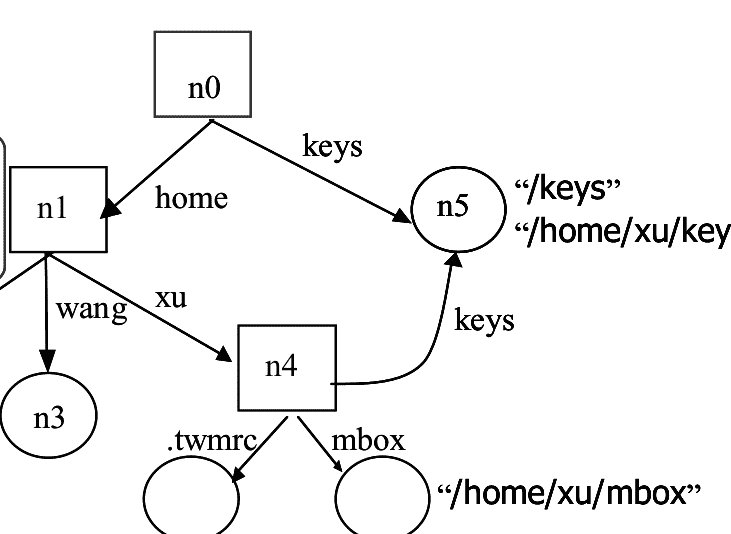 n0
keys
home
n1
n5
“/keys”
“/home/xu/key
wang
xu
keys
n4
n3
.twmrc
mbox
“/home/xu/mbox”